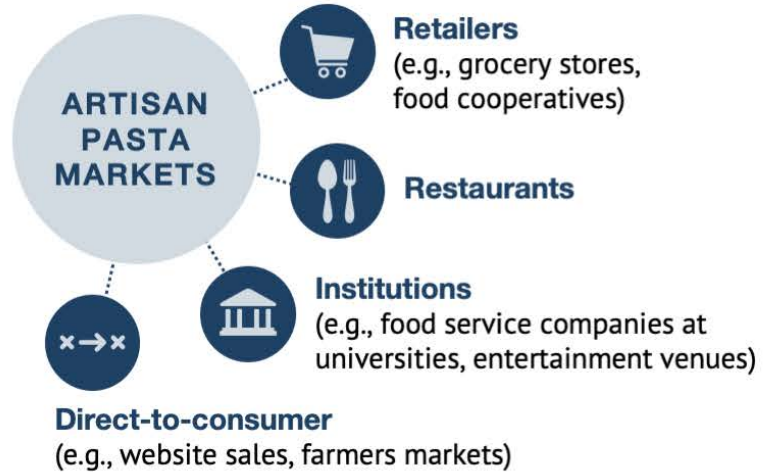 ARTISAN
PASTA
MARKETS
Retailers
(e.g., grocery stores,
food cooperatives)
Restaurants
Institutions
(e.g., food service companies at
universities, entertainment venues)
Direct-to-consumer
(e.g., website sales, farmers markets)